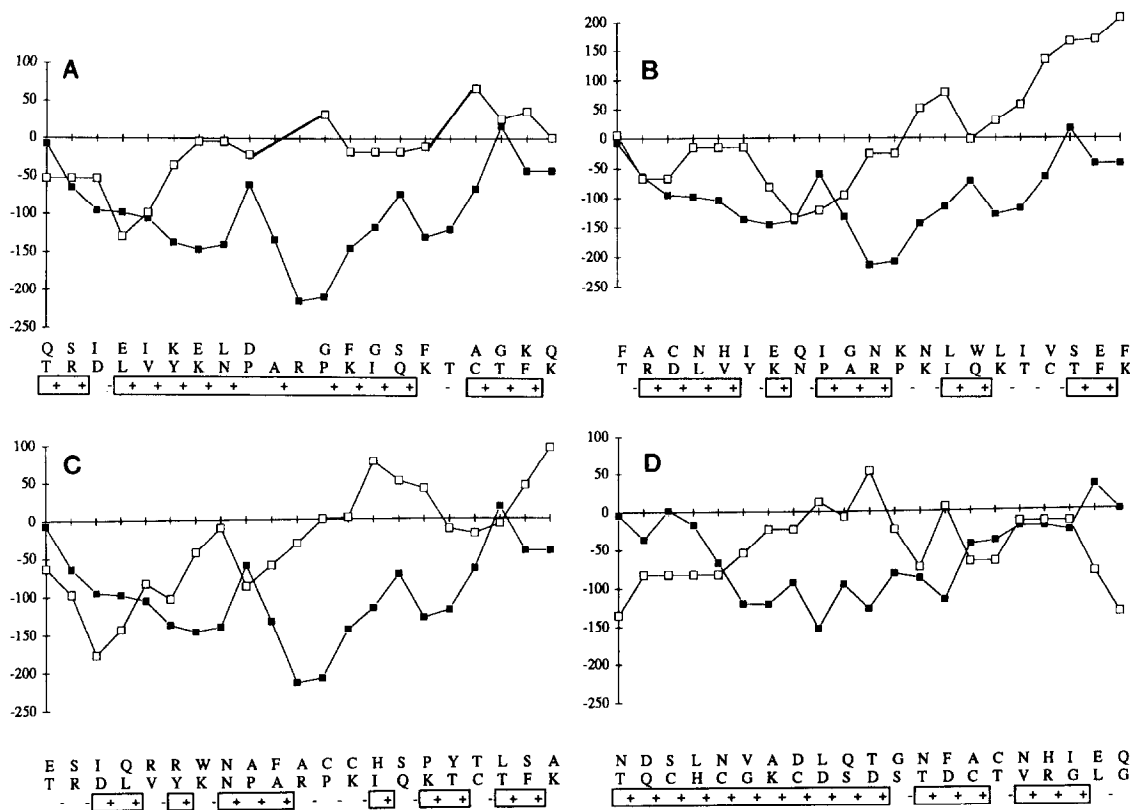 A
100
50
0
-50
-100
-150
-200
-250
Q S I E I K E L D G F G S F A G K Q
T R D L V Y K N P A R P K I Q K T C T F K
+ + - + + + + + + + + + + - + + +
B
200
150
100
50
0
-50
-100
-150
-200
-250
F A C N H I E Q I G N K N L W L I V S E F
T R D L V Y K N P A R P K I Q K T C T F K
- + + + + - + - + + + - - + + - - - + + -
C
100
50
0
-50
-100
-150
-200
-250
E S I Q R R W N A F A C C H S P Y T L S A
T R D L V Y K N P A R P K I Q K T C T F K
- - + + - + - + + + - - + - + + - + + -
D
100
50
0
-50
-100
-150
-200
-250
N D S L N V A D L Q T G N F A C N H I E Q
T Q C H C G K C D S D S T D C T V R G L G
+ + + + + + + + + + + - + + + - + + + - -